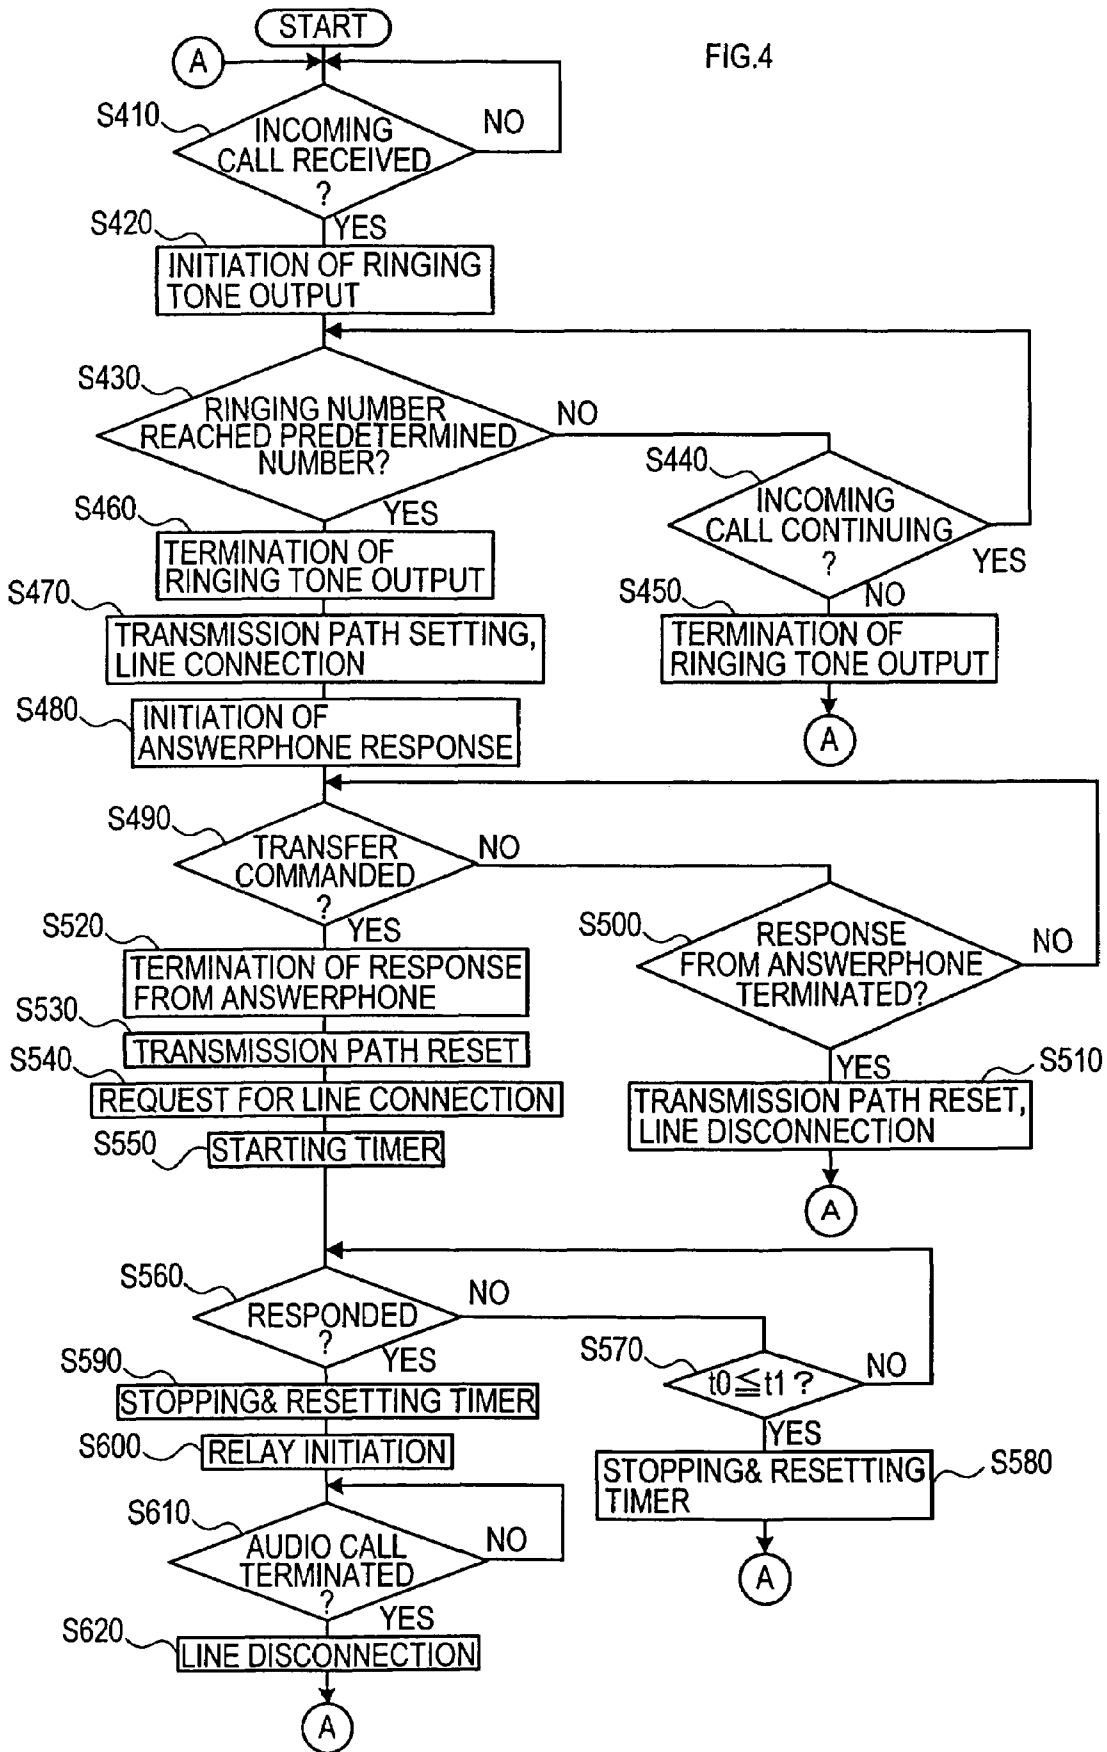 START
FIG.4
A
S410
INCOMING
CALL RECEIVED
?
NO
YES
S420
INITIATION OF RINGING
TONE OUTPUT
S430
RINGING NUMBER
REACHED PREDETERMINED
NUMBER?
NO
YES
S440
INCOMING
CALL CONTINUING
?
YES
NO
S450
TERMINATION OF
RINGING TONE OUTPUT
A
S460
TERMINATION OF
RINGING TONE OUTPUT
S470
TRANSMISSION PATH SETTING,
LINE CONNECTION
S480
INITIATION OF
ANSWERPHONE RESPONSE
S490
TRANSFER
COMMANDED
?
NO
YES
S500
RESPONSE
FROM ANSWERPHONE
TERMINATED?
NO
YES
S510
TRANSMISSION PATH RESET,
LINE DISCONNECTION
A
S520
TERMINATION OF RESPONSE
FROM ANSWERPHONE
S530
TRANSMISSION PATH RESET
S540
REQUEST FOR LINE CONNECTION
S550
STARTING TIMER
S560
RESPONDED
?
NO
YES
S570
t0≦t1 ?
NO
YES
S580
STOPPING& RESETTING
TIMER
A
S590
STOPPING& RESETTING TIMER
S600
RELAY INITIATION
S610
AUDIO CALL
TERMINATED
?
NO
YES
S620
LINE DISCONNECTION
A